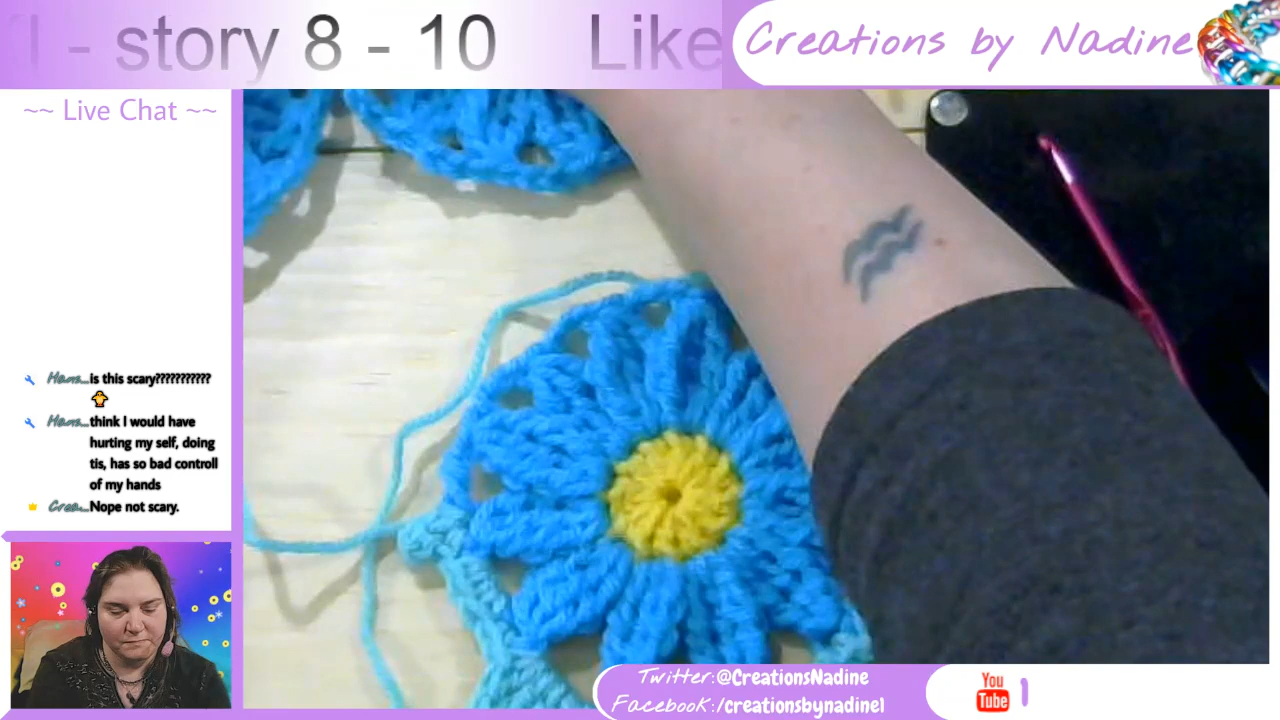 - story 8 - 10 Like
Creations by Nadine
~~ Live Chat ~~
is this scary???????????
think I would have
hurting my self, doing
tis, has so bad controll
of my hands
Crea... Nope not scary.
Twitter:@CreationsNadine
Facebook:/creationsbynadine1
You
Tube